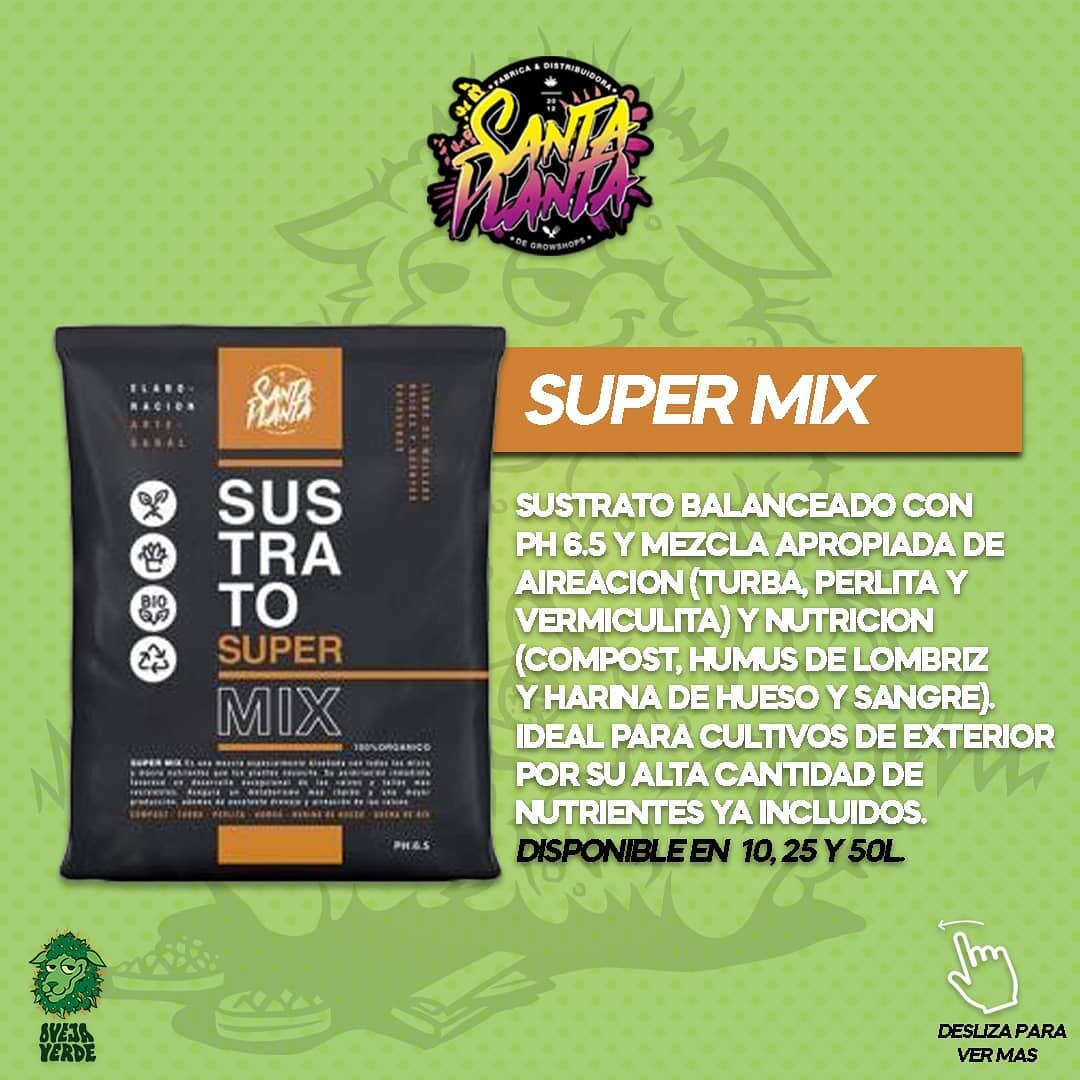 FABRICA & DISTRIBUIDORA
20
12
SANTA
PLANTA
DE GROWSHOPS
ELABO-
RACION
ARTE-
SANAL
SANTA
PLANTA
SUS
TRA
TO
SUPER
MIX
BIO
100% ORGANICO
PH 6.5
SUPER MIX
SUSTRATO BALANCEADO CON
PH 6.5 Y MEZCLA APROPIADA DE
AIREACION (TURBA, PERLITA Y
VERMICULITA) Y NUTRICION
(COMPOST, HUMUS DE LOMBRIZ
Y HARINA DE HUESO Y SANGRE).
IDEAL PARA CULTIVOS DE EXTERIOR
POR SU ALTA CANTIDAD DE
NUTRIENTES YA INCLUIDOS.
DISPONIBLE EN 10, 25 Y 50L.
OVEJA
VERDE
DESLIZA PARA
VER MAS